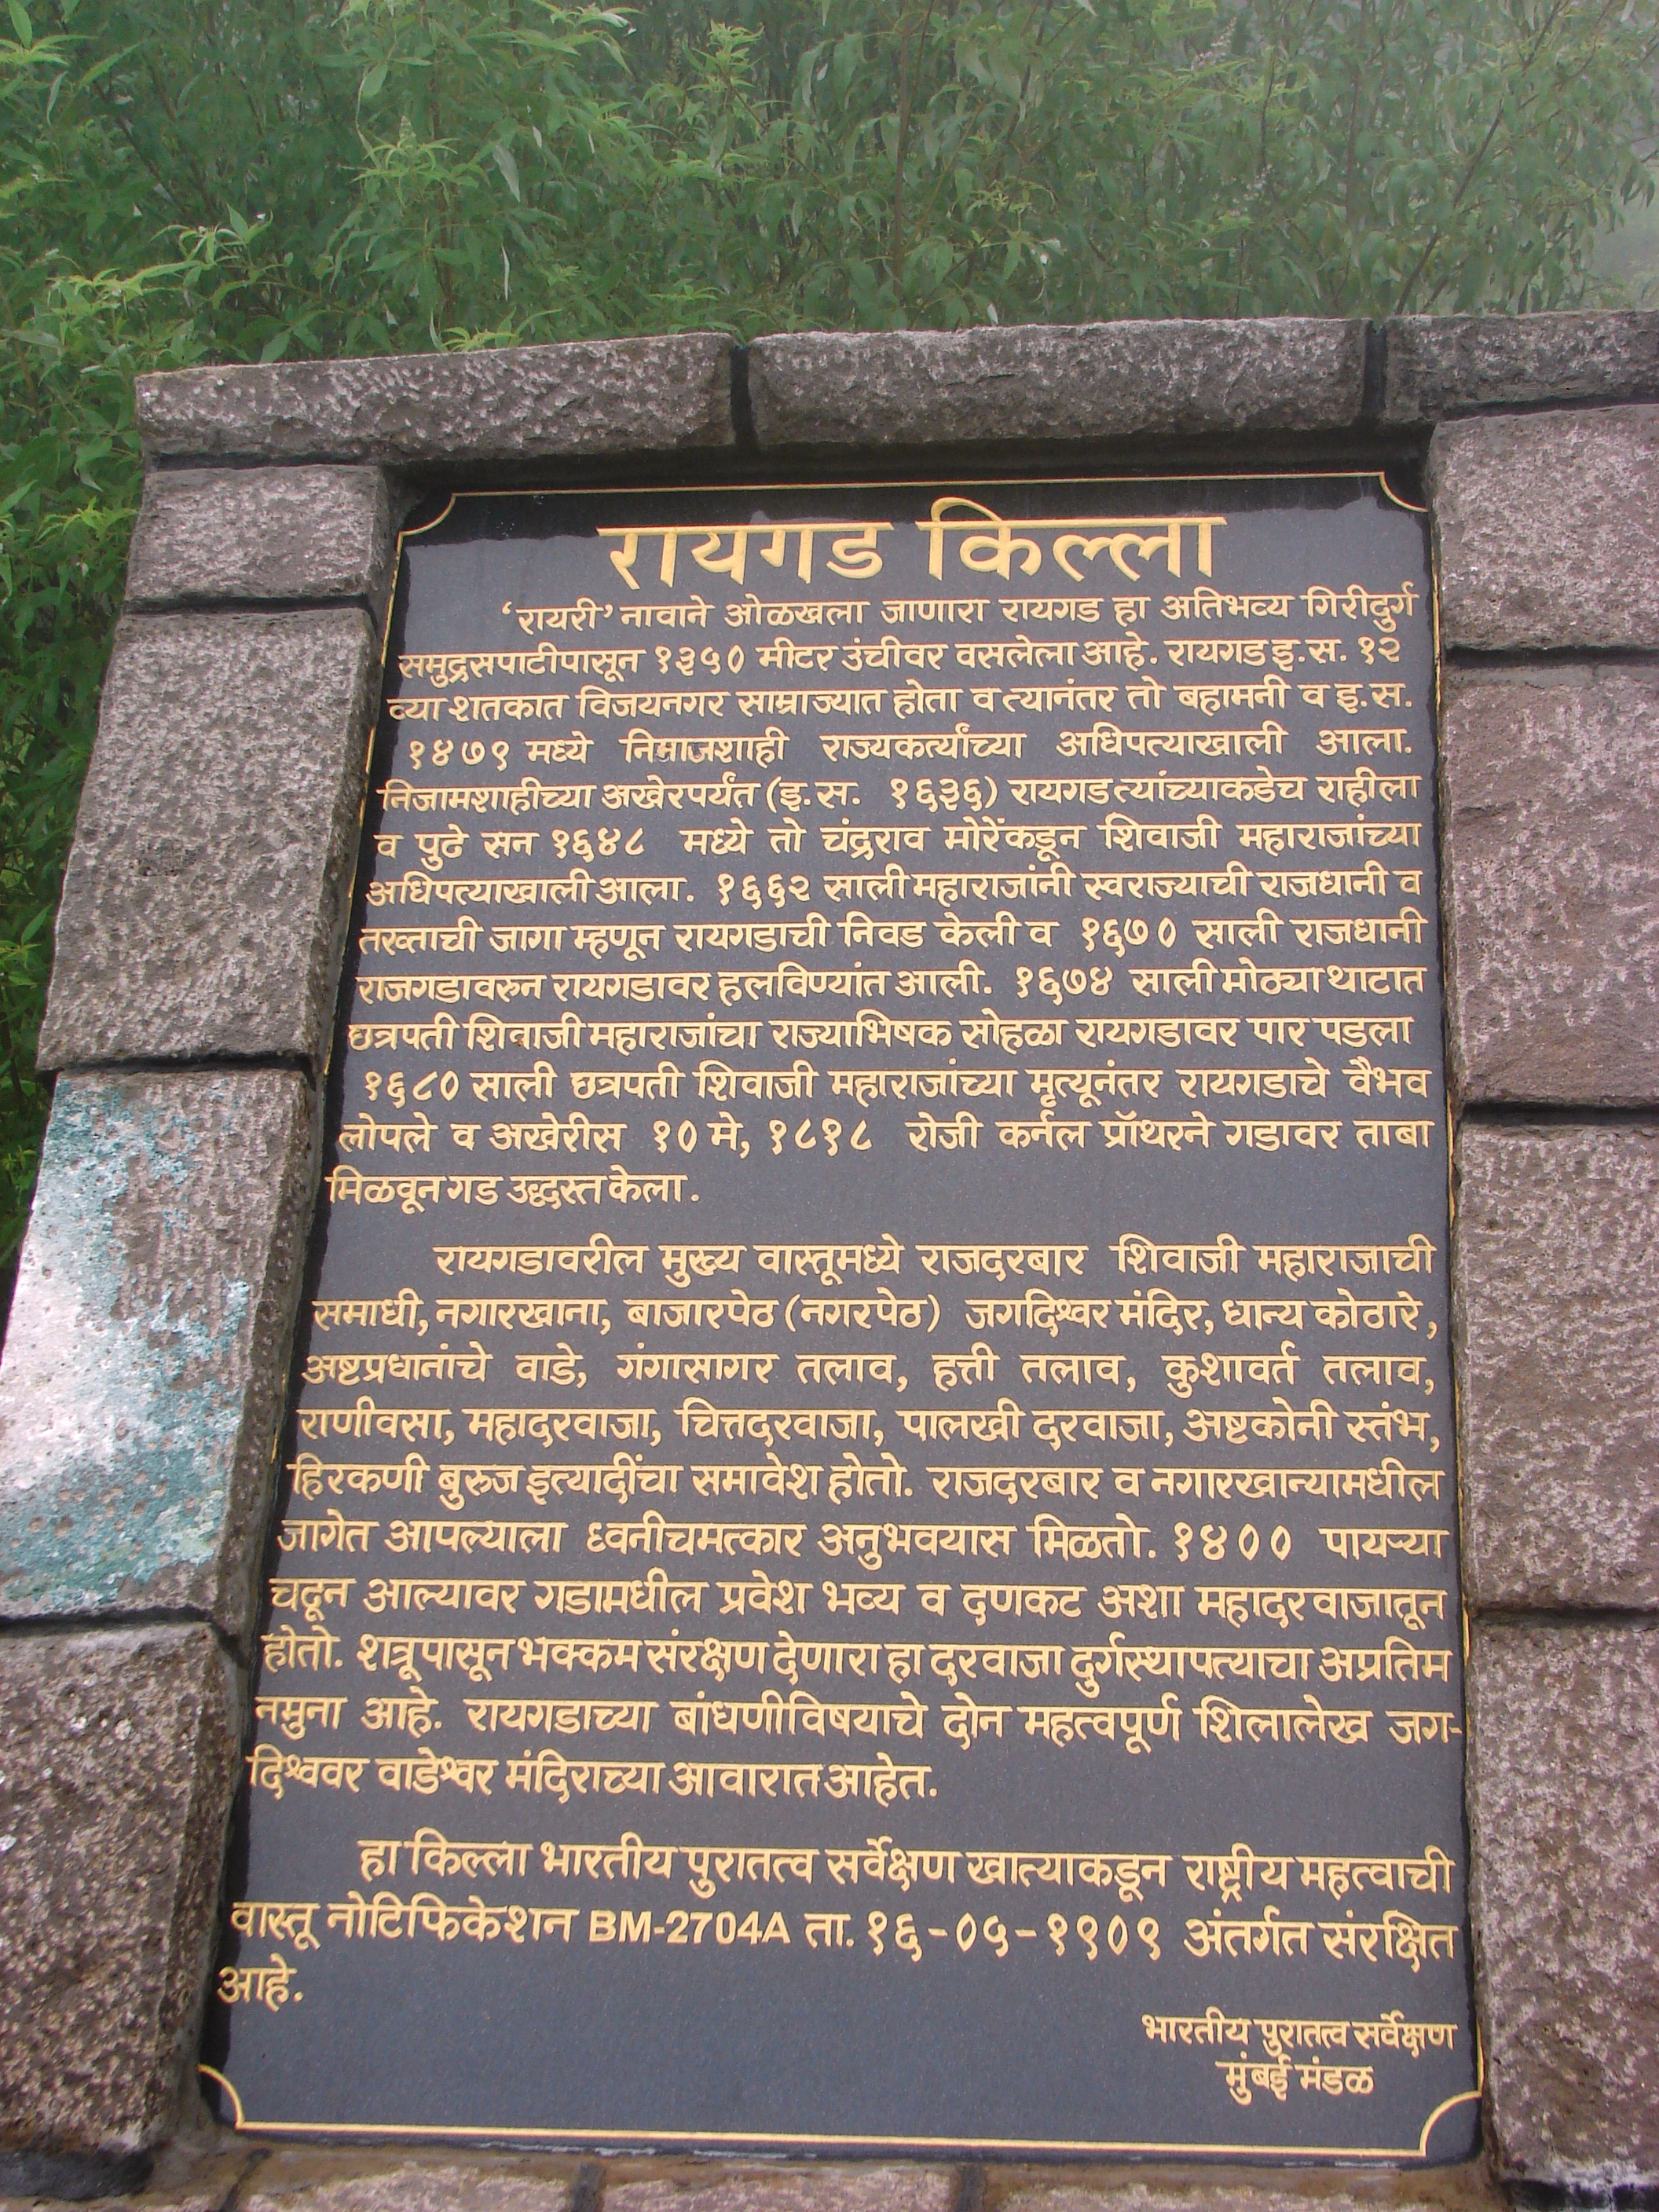 रायगड किल्ला
‘रायरी’ नावाने ओळखला जाणारा रायगड हा अतिभव्य गिरीदुर्ग
समुद्रसपाटीपासून १३५० मीटर उंचीवर वसलेला आहे. रायगड इ.स. १२
व्या शतकात विजयनगर साम्राज्यात होता व त्यानंतर तो बहामनी व इ.स.
१४७९ मध्ये निमाजशाही राज्यकर्त्यांच्या अधिपत्याखाली आला.
निजामशाहीच्या अखेरपर्यंत (इ.स. १६३६) रायगड त्यांच्याकडेच राहीला
व पुढे सन १६४८ मध्ये तो चंद्रराव मोरेंकडून शिवाजी महाराजांच्या
अधिपत्याखाली आला. १६६२ साली महाराजांनी स्वराज्याची राजधानी व
तख्ताची जागा म्हणून रायगडाची निवड केली व १६७० साली राजधानी
राजगडावरुन रायगडावर हलविण्यांत आली. १६७४ साली मोठ्या थाटात
छत्रपती शिवाजी महाराजांचा राज्याभिषक सोहळा रायगडावर पार पडला
१६८० साली छत्रपती शिवाजी महाराजांच्या मृत्यूनंतर रायगडाचे वैभव
लोपले व अखेरीस १० मे, १८१८ रोजी कर्नल प्रॉथरने गडावर ताबा
मिळवून गड उद्धस्त केला.
रायगडावरील मुख्य वास्तूमध्ये राजदरबार शिवाजी महाराजाची
समाधी, नगारखाना, बाजारपेठ (नगरपेठ) जगदिश्वर मंदिर, धान्य कोठारे,
अष्टप्रधानांचे वाडे, गंगासागर तलाव, हत्ती तलाव, कुशावर्त तलाव,
राणीवसा, महादरवाजा, चित्तदरवाजा, पालखी दरवाजा, अष्टकोनी स्तंभ,
हिरकणी बुरुज इत्यादींचा समावेश होतो. राजदरबार व नगारखान्यामधील
जागेत आपल्याला ध्वनीचमत्कार अनुभवयास मिळतो. १४०० पायऱ्या
चढून आल्यावर गडामधील प्रवेश भव्य व दणकट अशा महादरवाजातून
होतो. शत्रूपासून भक्कम संरक्षण देणारा हा दरवाजा दुर्गस्थापत्याचा अप्रतिम
नमुना आहे. रायगडाच्या बांधणीविषयाचे दोन महत्वपूर्ण शिलालेख जग-
दिश्ववर वाडेश्वर मंदिराच्या आवारात आहेत.
हा किल्ला भारतीय पुरातत्व सर्वेक्षण खात्याकडून राष्ट्रीय महत्वाची
वास्तू नोटिफिकेशन BM-2704A ता. १६-०५-१९०९ अंतर्गत संरक्षित
आहे.
भारतीय पुरातत्व सर्वेक्षण
मुंबई मंडळ